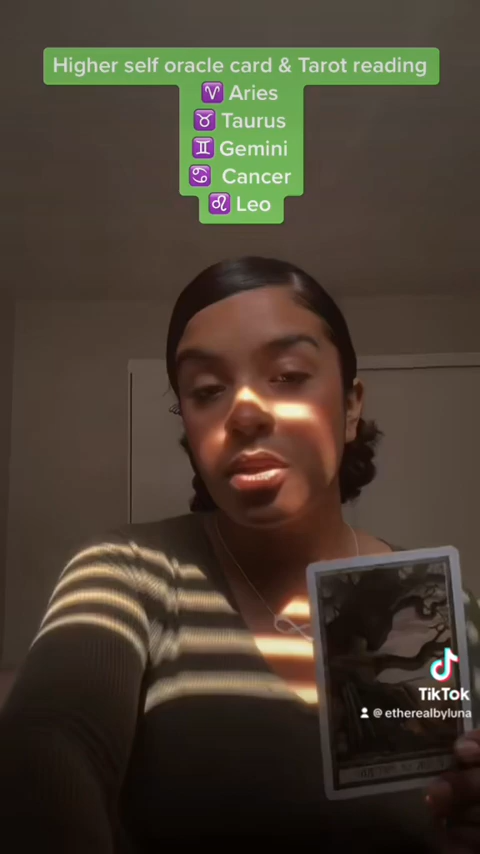 Higher self oracle card & Tarot reading
♈ Aries
♉ Taurus
♊ Gemini
♋ Cancer
♌ Leo
TikTok
@etherealbyluna